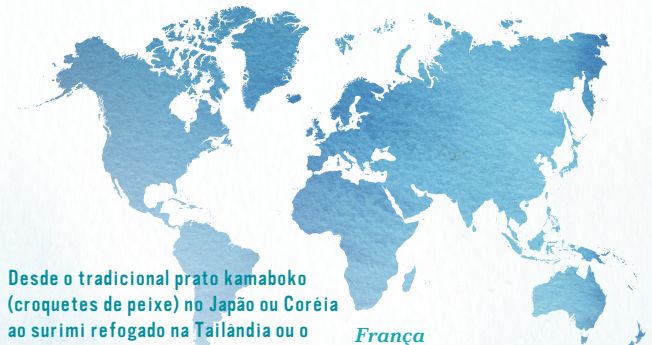 Desde o tradicional prato kamaboko
(croquetes de peixe) no Japão ou Coréia
ao surimi refogado na Tailândia ou o
França